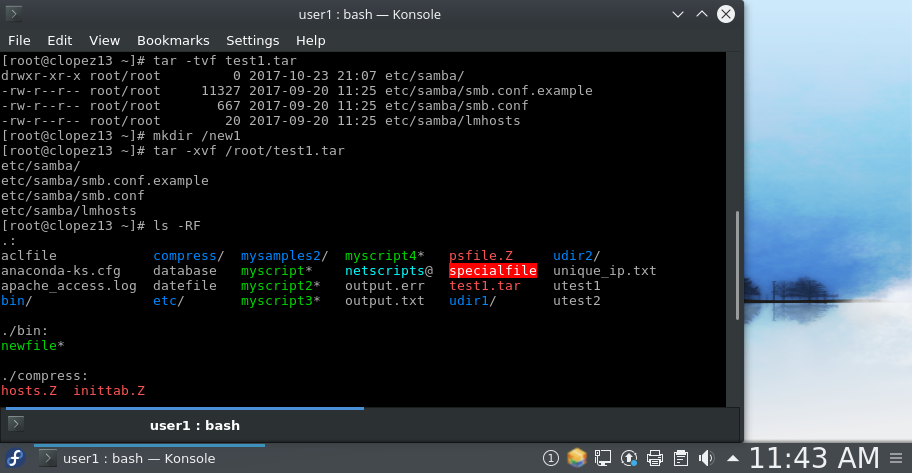 user1 : bash — Konsole
File Edit View Bookmarks Settings Help
[root@clopez13 ~]# tar -tvf test1.tar
drwxr-xr-x root/root         0 2017-10-23 21:07 etc/samba/
-rw-r--r-- root/root     11327 2017-09-20 11:25 etc/samba/smb.conf.example
-rw-r--r-- root/root       667 2017-09-20 11:25 etc/samba/smb.conf
-rw-r--r-- root/root        20 2017-09-20 11:25 etc/samba/lmhosts
[root@clopez13 ~]# mkdir /new1
[root@clopez13 ~]# tar -xvf /root/test1.tar
etc/samba/
etc/samba/smb.conf.example
etc/samba/smb.conf
etc/samba/lmhosts
[root@clopez13 ~]# ls -RF
.:
aclfile            compress/  mysamples2/  myscript4*   psfile.Z     udir2/
anaconda-ks.cfg    database   myscript*    netscripts@  specialfile  unique_ip.txt
apache_access.log  datefile   myscript2*   output.err   test1.tar    utest1
bin/               etc/       myscript3*   output.txt   udir1/       utest2
./bin:
newfile*
./compress:
hosts.Z  inittab.Z
user1 : bash
user1 : bash — Konsole
1
11:43 AM